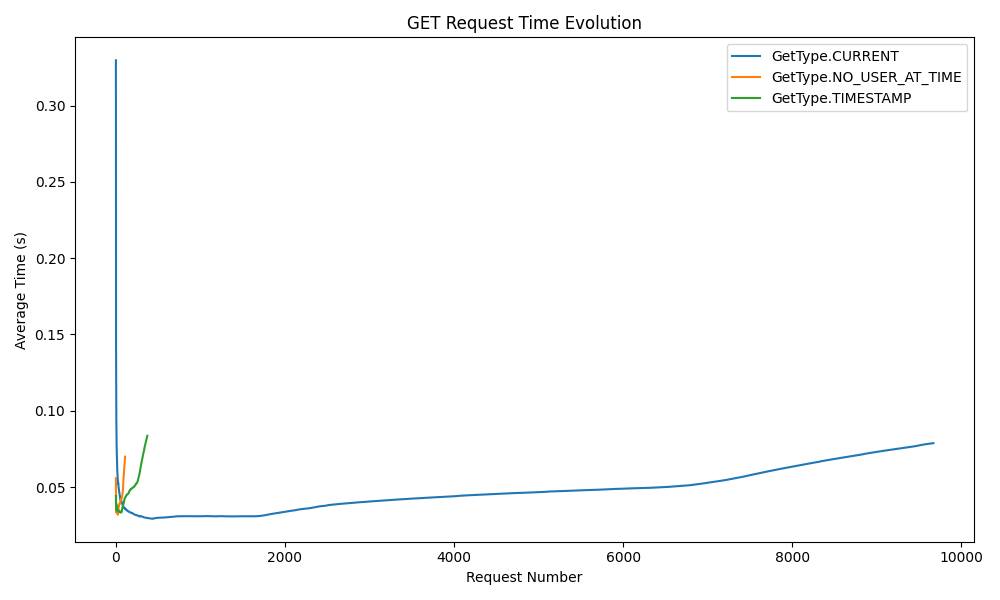 GET Request Time Evolution
GetType.CURRENT
GetType.NO_USER_AT_TIME
GetType.TIMESTAMP
Average Time (s)
0.30
0.25
0.20
0.15
0.10
0.05
0 2000 4000 6000 8000 10000
Request Number